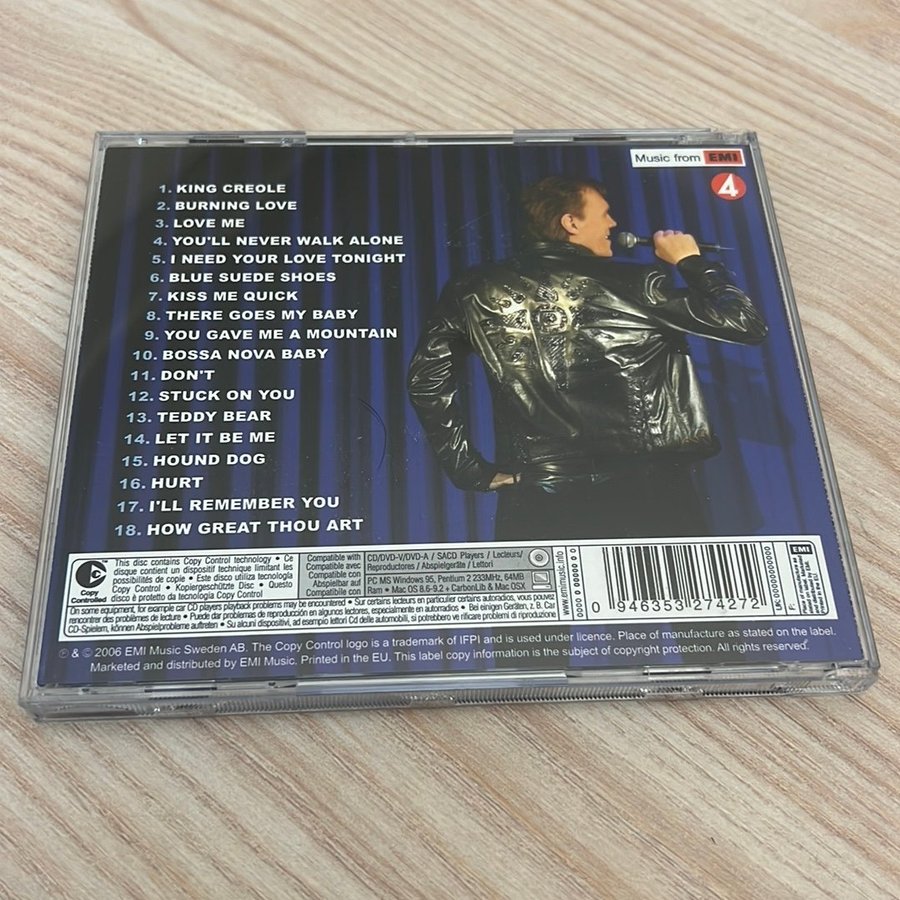 Music from EMI
4
1. KING CREOLE
2. BURNING LOVE
3. LOVE ME
4. YOU'LL NEVER WALK ALONE
5. I NEED YOUR LOVE TONIGHT
6. BLUE SUEDE SHOES
7. KISS ME QUICK
8. THERE GOES MY BABY
9. YOU GAVE ME A MOUNTAIN
10. BOSSA NOVA BABY
11. DON'T
12. STUCK ON YOU
13. TEDDY BEAR
14. LET IT BE ME
15. HOUND DOG
16. HURT
17. I'LL REMEMBER YOU
18. HOW GREAT THOU ART
Copy
Controlled
This disc contains Copy Control technology • Ce
disque contient un dispositif technique limitant les
possibilités de copie • Este disco utiliza tecnología
Copy Control • Kopiergeschützte Disc • Questo
disco è protetto da tecnologia Copy Control
Compatible with
Compatible avec
Compatible con
Abspielbar auf
Compatibile con
CD/DVD-V/DVD-A / SACD Players / Lecteurs/
Reproductores / Abspielgeräte / Lettori
PC MS Windows 95, Pentium 2 233MHz, 64MB
Ram • Mac OS 8.6-9.2 + CarbonLib & Mac OSX.
On some equipment, for example car CD players playback problems may be encountered • Sur certains lecteurs en particulier certains autoradios, vous pouvez
rencontrer des problèmes de lecture • Puede dar problemas de reproducción en algunos lectores, especialmente en autorradios • Bei einigen Geräten, z. B. Car
CD-Spielern, können Abspielprobleme auftreten • Su alcuni dispositivi, ad esempio lettori Cd delle automobili, si potrebbero verificare problemi di riproduzione
www.emimusic.info
0000 0 00000 0 0
0 946353 274272
UK:00000000000000
F:
EMI
℗ & © 2006 EMI Music Sweden AB. The Copy Control logo is a trademark of IFPI and is used under licence. Place of manufacture as stated on the label.
Marketed and distributed by EMI Music. Printed in the EU. This label copy information is the subject of copyright protection. All rights reserved.